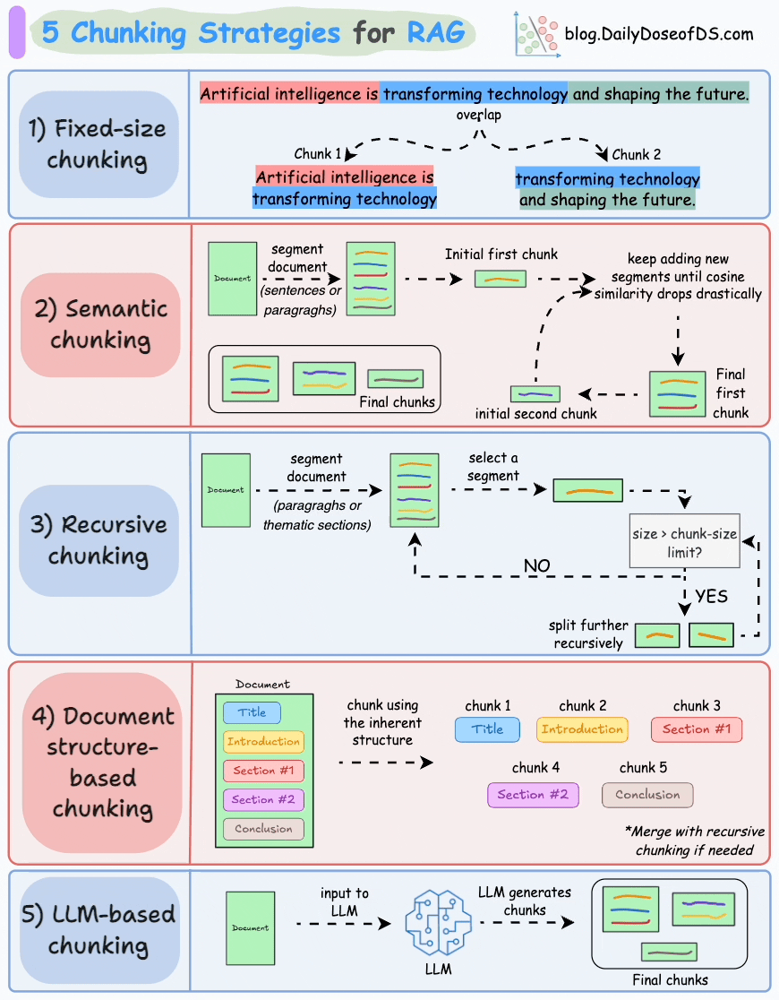 5 Chunking Strategies for RAG
blog.DailyDoseofDS.com
1) Fixed-size
chunking
Artificial intelligence is transforming technology and shaping the future.
overlap
Chunk 1
Chunk 2
Artificial intelligence is
transforming technology
transforming technology
and shaping the future.
2) Semantic
chunking
Document
segment
document
(sentences or
paragraghs)
Initial first chunk
keep adding new
segments until cosine
similarity drops drastically
Final
first
chunk
initial second chunk
Final chunks
3) Recursive
chunking
Document
segment
document
(paragraphs or
thematic sections)
select a
segment
size > chunk-size
limit?
NO
YES
split further
recursively
4) Document
structure-
based
chunking
Document
Title
Introduction
Section #1
Section #2
Conclusion
chunk using
the inherent
structure
chunk 1
Title
chunk 2
Introduction
chunk 3
Section #1
chunk 4
Section #2
chunk 5
Conclusion
*Merge with recursive
chunking if needed
5) LLM-based
chunking
Document
input to
LLM
LLM
LLM generates
chunks
Final chunks